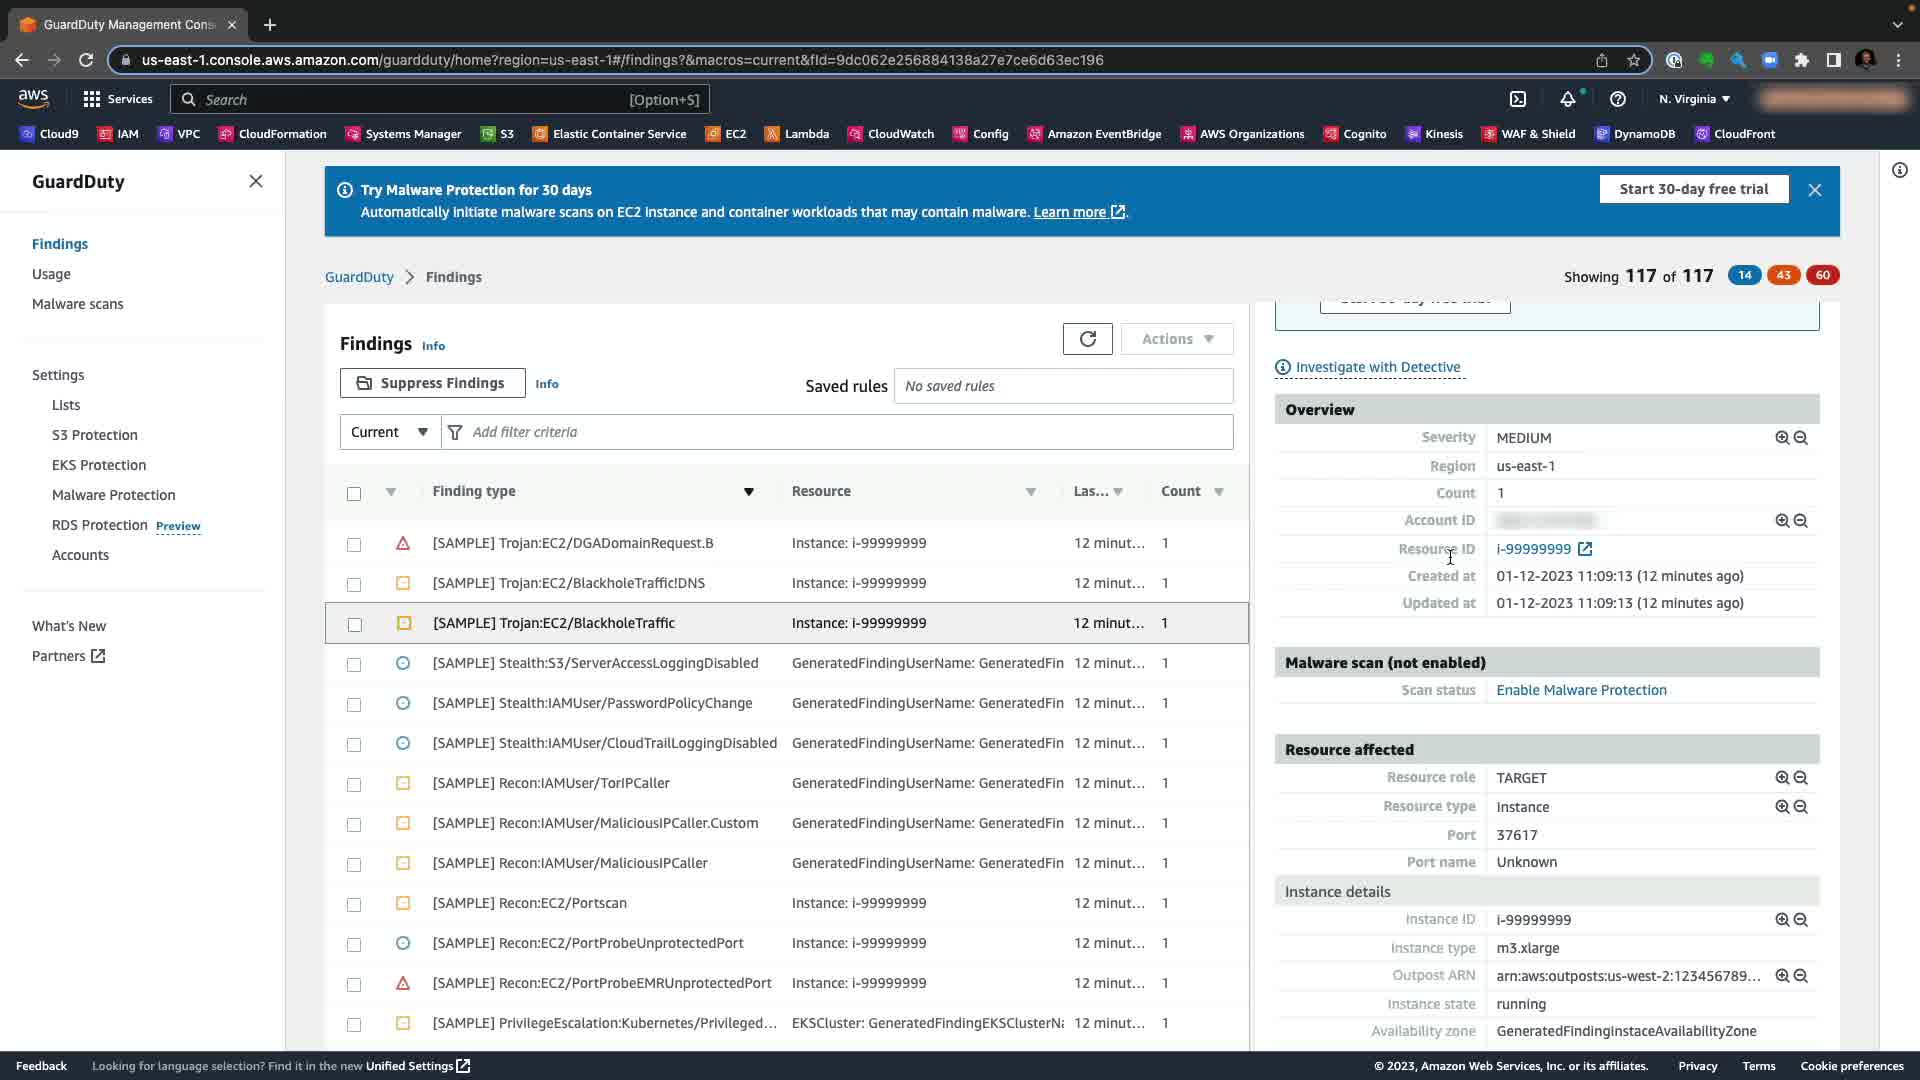 GuardDuty Management Cons
us-east-1.console.aws.amazon.com/guardduty/home?region=us-east-1#/findings?&macros=current&fId=9dc062e256884138a27e7ce6d63ec196
aws
Services
Search
[Option+S]
N. Virginia
Cloud9
IAM
VPC
CloudFormation
Systems Manager
S3
Elastic Container Service
EC2
Lambda
CloudWatch
Config
Amazon EventBridge
AWS Organizations
Cognito
Kinesis
WAF & Shield
DynamoDB
CloudFront
GuardDuty
Findings
Usage
Malware scans
Settings
Lists
S3 Protection
EKS Protection
Malware Protection
RDS Protection Preview
Accounts
What's New
Partners
Try Malware Protection for 30 days
Automatically initiate malware scans on EC2 instance and container workloads that may contain malware. Learn more.
Start 30-day free trial
GuardDuty > Findings
Showing 117 of 117 14 43 60
Findings Info
Actions
Suppress Findings Info
Saved rules No saved rules
Current Add filter criteria
Finding type Resource Las... Count
[SAMPLE] Trojan:EC2/DGADomainRequest.B Instance: i-99999999 12 minut... 1
[SAMPLE] Trojan:EC2/BlackholeTraffic!DNS Instance: i-99999999 12 minut... 1
[SAMPLE] Trojan:EC2/BlackholeTraffic Instance: i-99999999 12 minut... 1
[SAMPLE] Stealth:S3/ServerAccessLoggingDisabled GeneratedFindingUserName: GeneratedFin 12 minut... 1
[SAMPLE] Stealth:IAMUser/PasswordPolicyChange GeneratedFindingUserName: GeneratedFin 12 minut... 1
[SAMPLE] Stealth:IAMUser/CloudTrailLoggingDisabled GeneratedFindingUserName: GeneratedFin 12 minut... 1
[SAMPLE] Recon:IAMUser/TorIPCaller GeneratedFindingUserName: GeneratedFin 12 minut... 1
[SAMPLE] Recon:IAMUser/MaliciousIPCaller.Custom GeneratedFindingUserName: GeneratedFin 12 minut... 1
[SAMPLE] Recon:IAMUser/MaliciousIPCaller GeneratedFindingUserName: GeneratedFin 12 minut... 1
[SAMPLE] Recon:EC2/Portscan Instance: i-99999999 12 minut... 1
[SAMPLE] Recon:EC2/PortProbeUnprotectedPort Instance: i-99999999 12 minut... 1
[SAMPLE] Recon:EC2/PortProbeEMRUnprotectedPort Instance: i-99999999 12 minut... 1
[SAMPLE] PrivilegeEscalation:Kubernetes/Privileged... EKSCluster: GeneratedFindingEKSClusterNa 12 minut... 1
Investigate with Detective
Overview
Severity MEDIUM
Region us-east-1
Count 1
Account ID
Resource ID i-99999999
Created at 01-12-2023 11:09:13 (12 minutes ago)
Updated at 01-12-2023 11:09:13 (12 minutes ago)
Malware scan (not enabled)
Scan status Enable Malware Protection
Resource affected
Resource role TARGET
Resource type Instance
Port 37617
Port name Unknown
Instance details
Instance ID i-99999999
Instance type m3.xlarge
Outpost ARN arn:aws:outposts:us-west-2:123456789...
Instance state running
Availability zone GeneratedFindingInstaceAvailabilityZone
Feedback
Looking for language selection? Find it in the new Unified Settings
© 2023, Amazon Web Services, Inc. or its affiliates.
Privacy
Terms
Cookie preferences